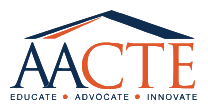 AACTE
EDUCATE • ADVOCATE • INNOVATE